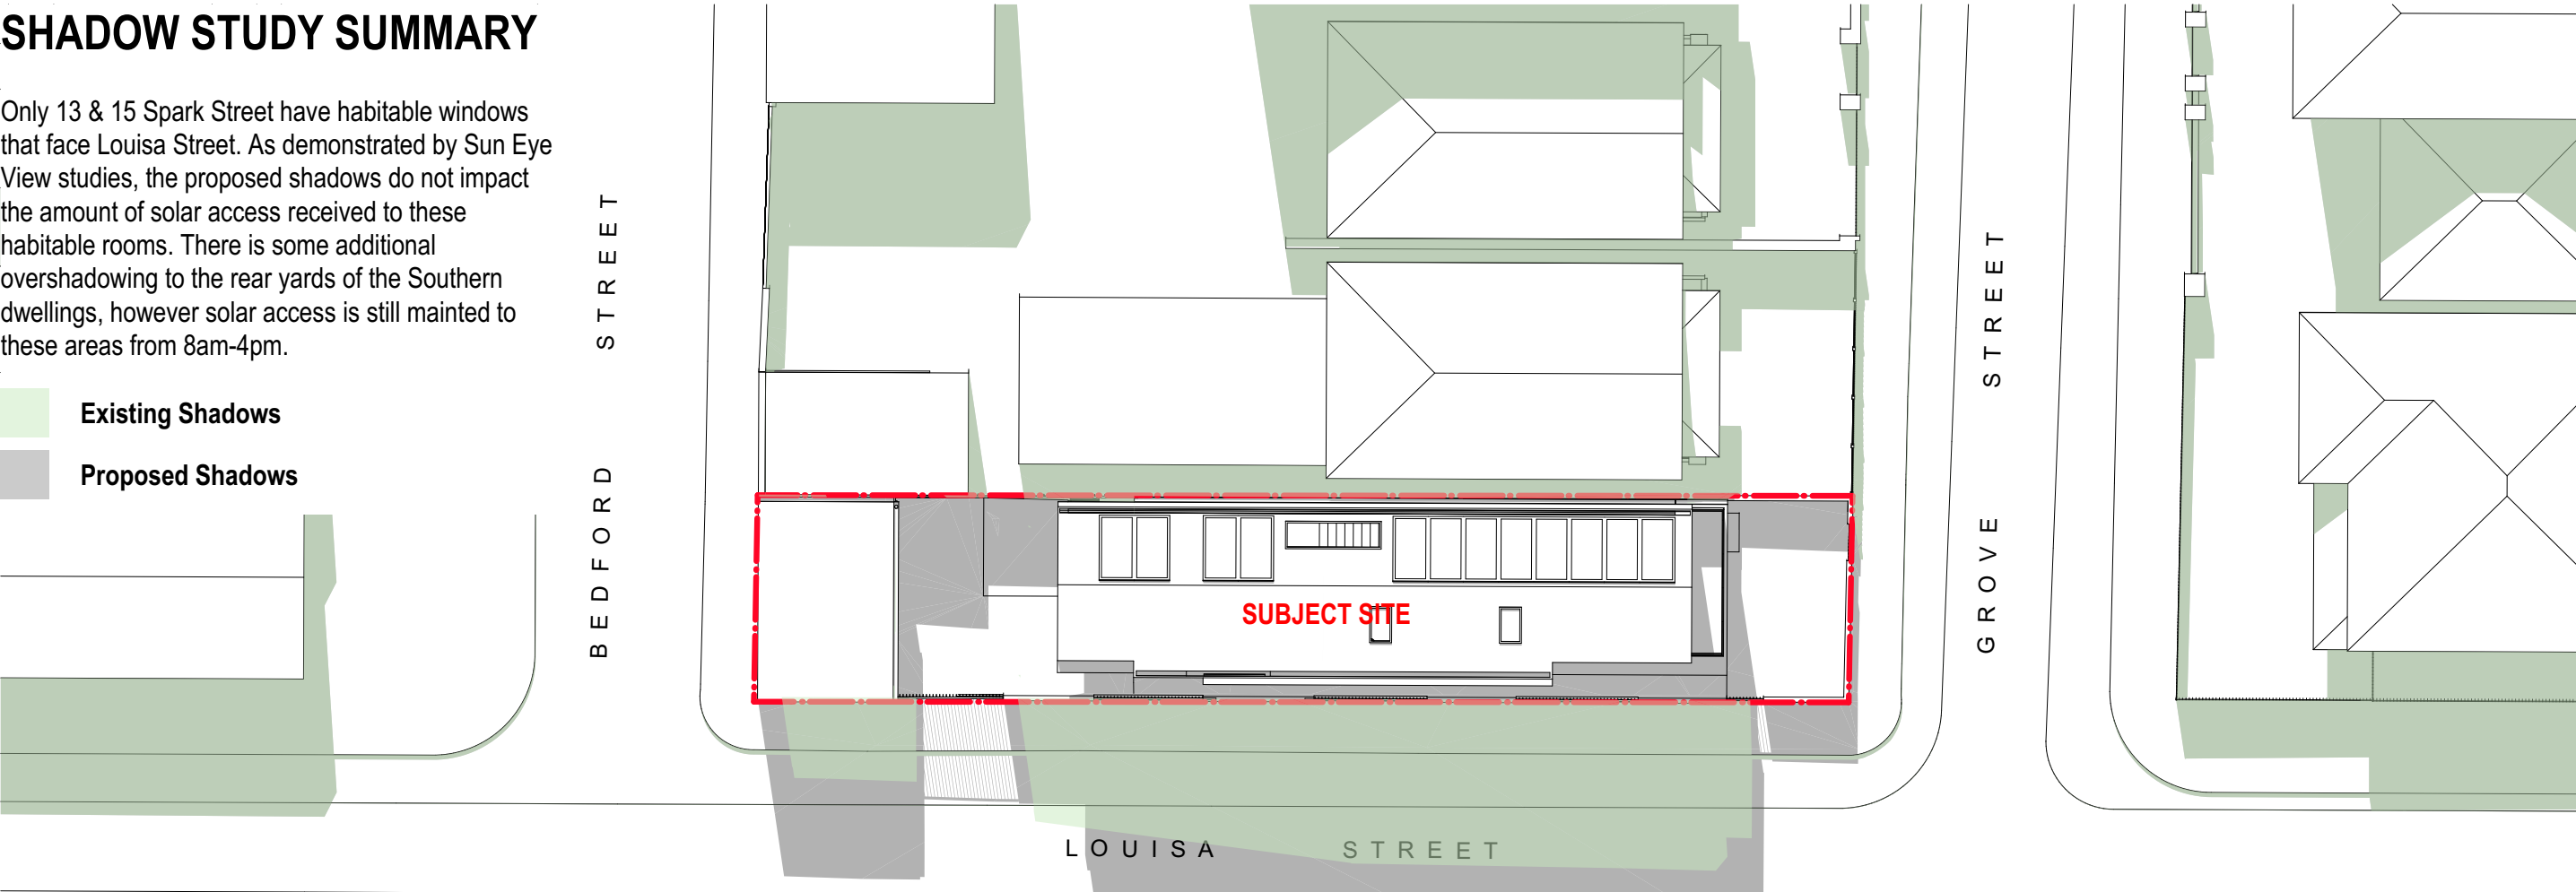 SHADOW STUDY SUMMARY
Only 13 & 15 Spark Street have habitable windows
that face Louisa Street. As demonstrated by Sun Eye
View studies, the proposed shadows do not impact
the amount of solar access received to these
habitable rooms. There is some additional
overshadowing to the rear yards of the Southern
dwellings, however solar access is still mainted to
these areas from 8am-4pm.
Existing Shadows
Proposed Shadows
BEDFORD STREET
SUBJECT SITE
GROVE STREET
LOUISA STREET